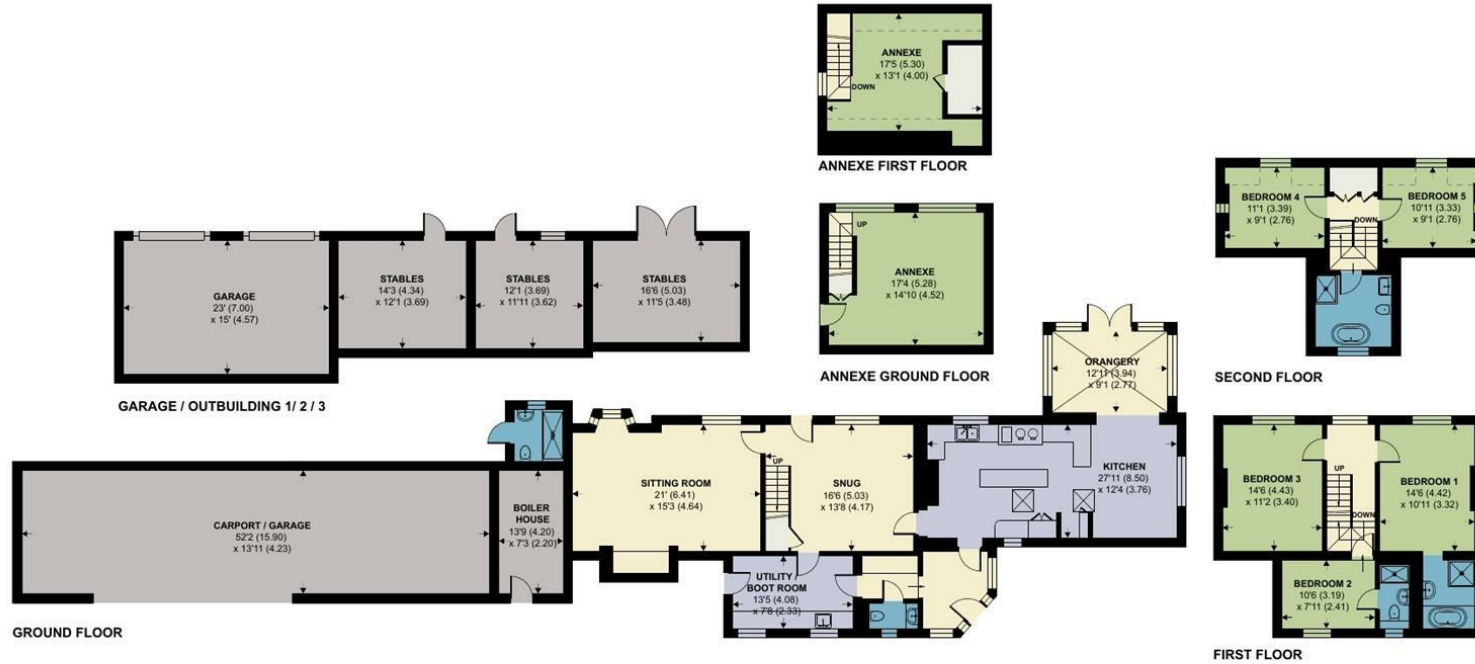 ANNEXE
17'5 (5.30)
x 13'1 (4.00)
DOWN
ANNEXE FIRST FLOOR
UP
ANNEXE
17'4 (5.28)
x 14'10 (4.52)
ANNEXE GROUND FLOOR
GARAGE
23' (7.00)
x 15' (4.57)
STABLES
14'3 (4.34)
x 12'1 (3.69)
STABLES
12'1 (3.69)
x 11'11 (3.62)
STABLES
16'6 (5.03)
x 11'5 (3.48)
GARAGE / OUTBUILDING 1/ 2 / 3
BEDROOM 4
11'1 (3.39)
x 9'1 (2.76)
DOWN
BEDROOM 5
10'11 (3.33)
x 9'1 (2.76)
SECOND FLOOR
ORANGERY
12'11 (3.94)
x 9'1 (2.77)
CARPORT / GARAGE
52'2 (15.90)
x 13'11 (4.23)
BOILER
HOUSE
13'9 (4.20)
x 7'3 (2.20)
SITTING ROOM
21' (6.41)
x 15'3 (4.64)
UP
SNUG
16'6 (5.03)
x 13'8 (4.17)
KITCHEN
27'11 (8.50)
x 12'4 (3.76)
UTILITY /
BOOT ROOM
13'5 (4.08)
x 7'8 (2.33)
GROUND FLOOR
BEDROOM 3
14'6 (4.43)
x 11'2 (3.40)
UP
DOWN
BEDROOM 1
14'6 (4.42)
x 10'11 (3.32)
BEDROOM 2
10'6 (3.19)
x 7'11 (2.41)
FIRST FLOOR